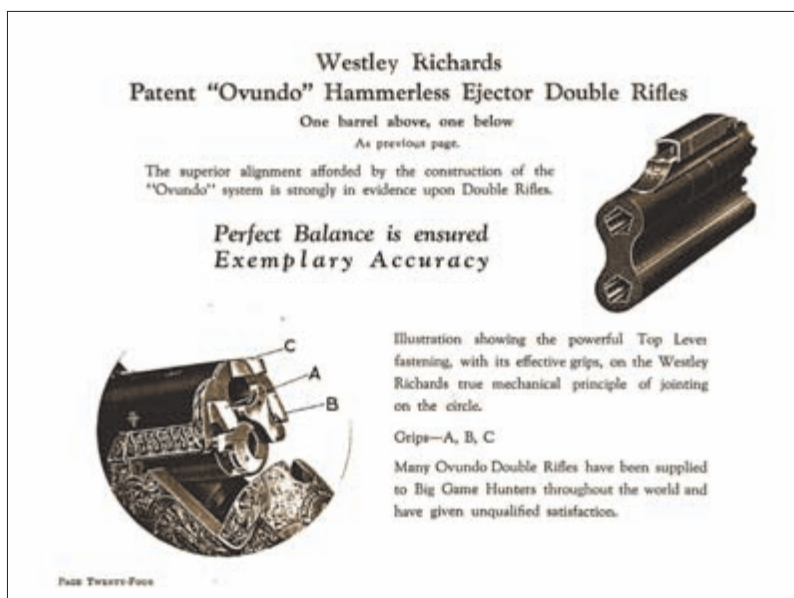 Westley Richards
Patent “Ovundo” Hammerless Ejector Double Rifles
One barrel above, one below
As previous page.
The superior alignment afforded by the construction of the
“Ovundo” system is strongly in evidence upon Double Rifles.
Perfect Balance is ensured
Exemplary Accuracy
C
A
B
Illustration showing the powerful Top Lever
fastening, with its effective grips, on the Westley
Richards true mechanical principle of jointing
on the circle.
Grips—A, B, C
Many Ovundo Double Rifles have been supplied
to Big Game Hunters throughout the world and
have given unqualified satisfaction.
PAGE TWENTY-FOUR